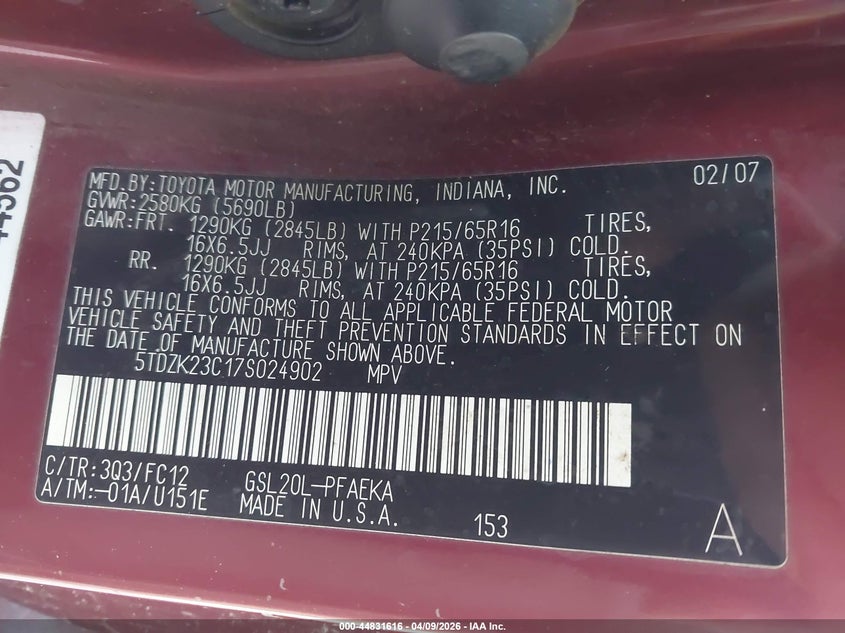 MFD.BY:TOYOTA MOTOR MANUFACTURING, INDIANA, INC. 02/07
GVWR:2580KG (5690LB)
GAWR:FRT. 1290KG (2845LB) WITH P215/65R16 TIRES,
16X6.5JJ RIMS, AT 240KPA (35PSI) COLD.
RR. 1290KG (2845LB) WITH P215/65R16 TIRES,
16X6.5JJ RIMS, AT 240KPA (35PSI) COLD.
THIS VEHICLE CONFORMS TO ALL APPLICABLE FEDERAL MOTOR
VEHICLE SAFETY AND THEFT PREVENTION STANDARDS IN EFFECT ON
THE DATE OF MANUFACTURE SHOWN ABOVE.
5TDZK23C17S024902 MPV
C/TR:3Q3/FC12 GSL20L-PFAEKA
A/TM:-01A/U151E MADE IN U.S.A. 153 A
000-44831616 | 04/09/2026 | IAA Inc.